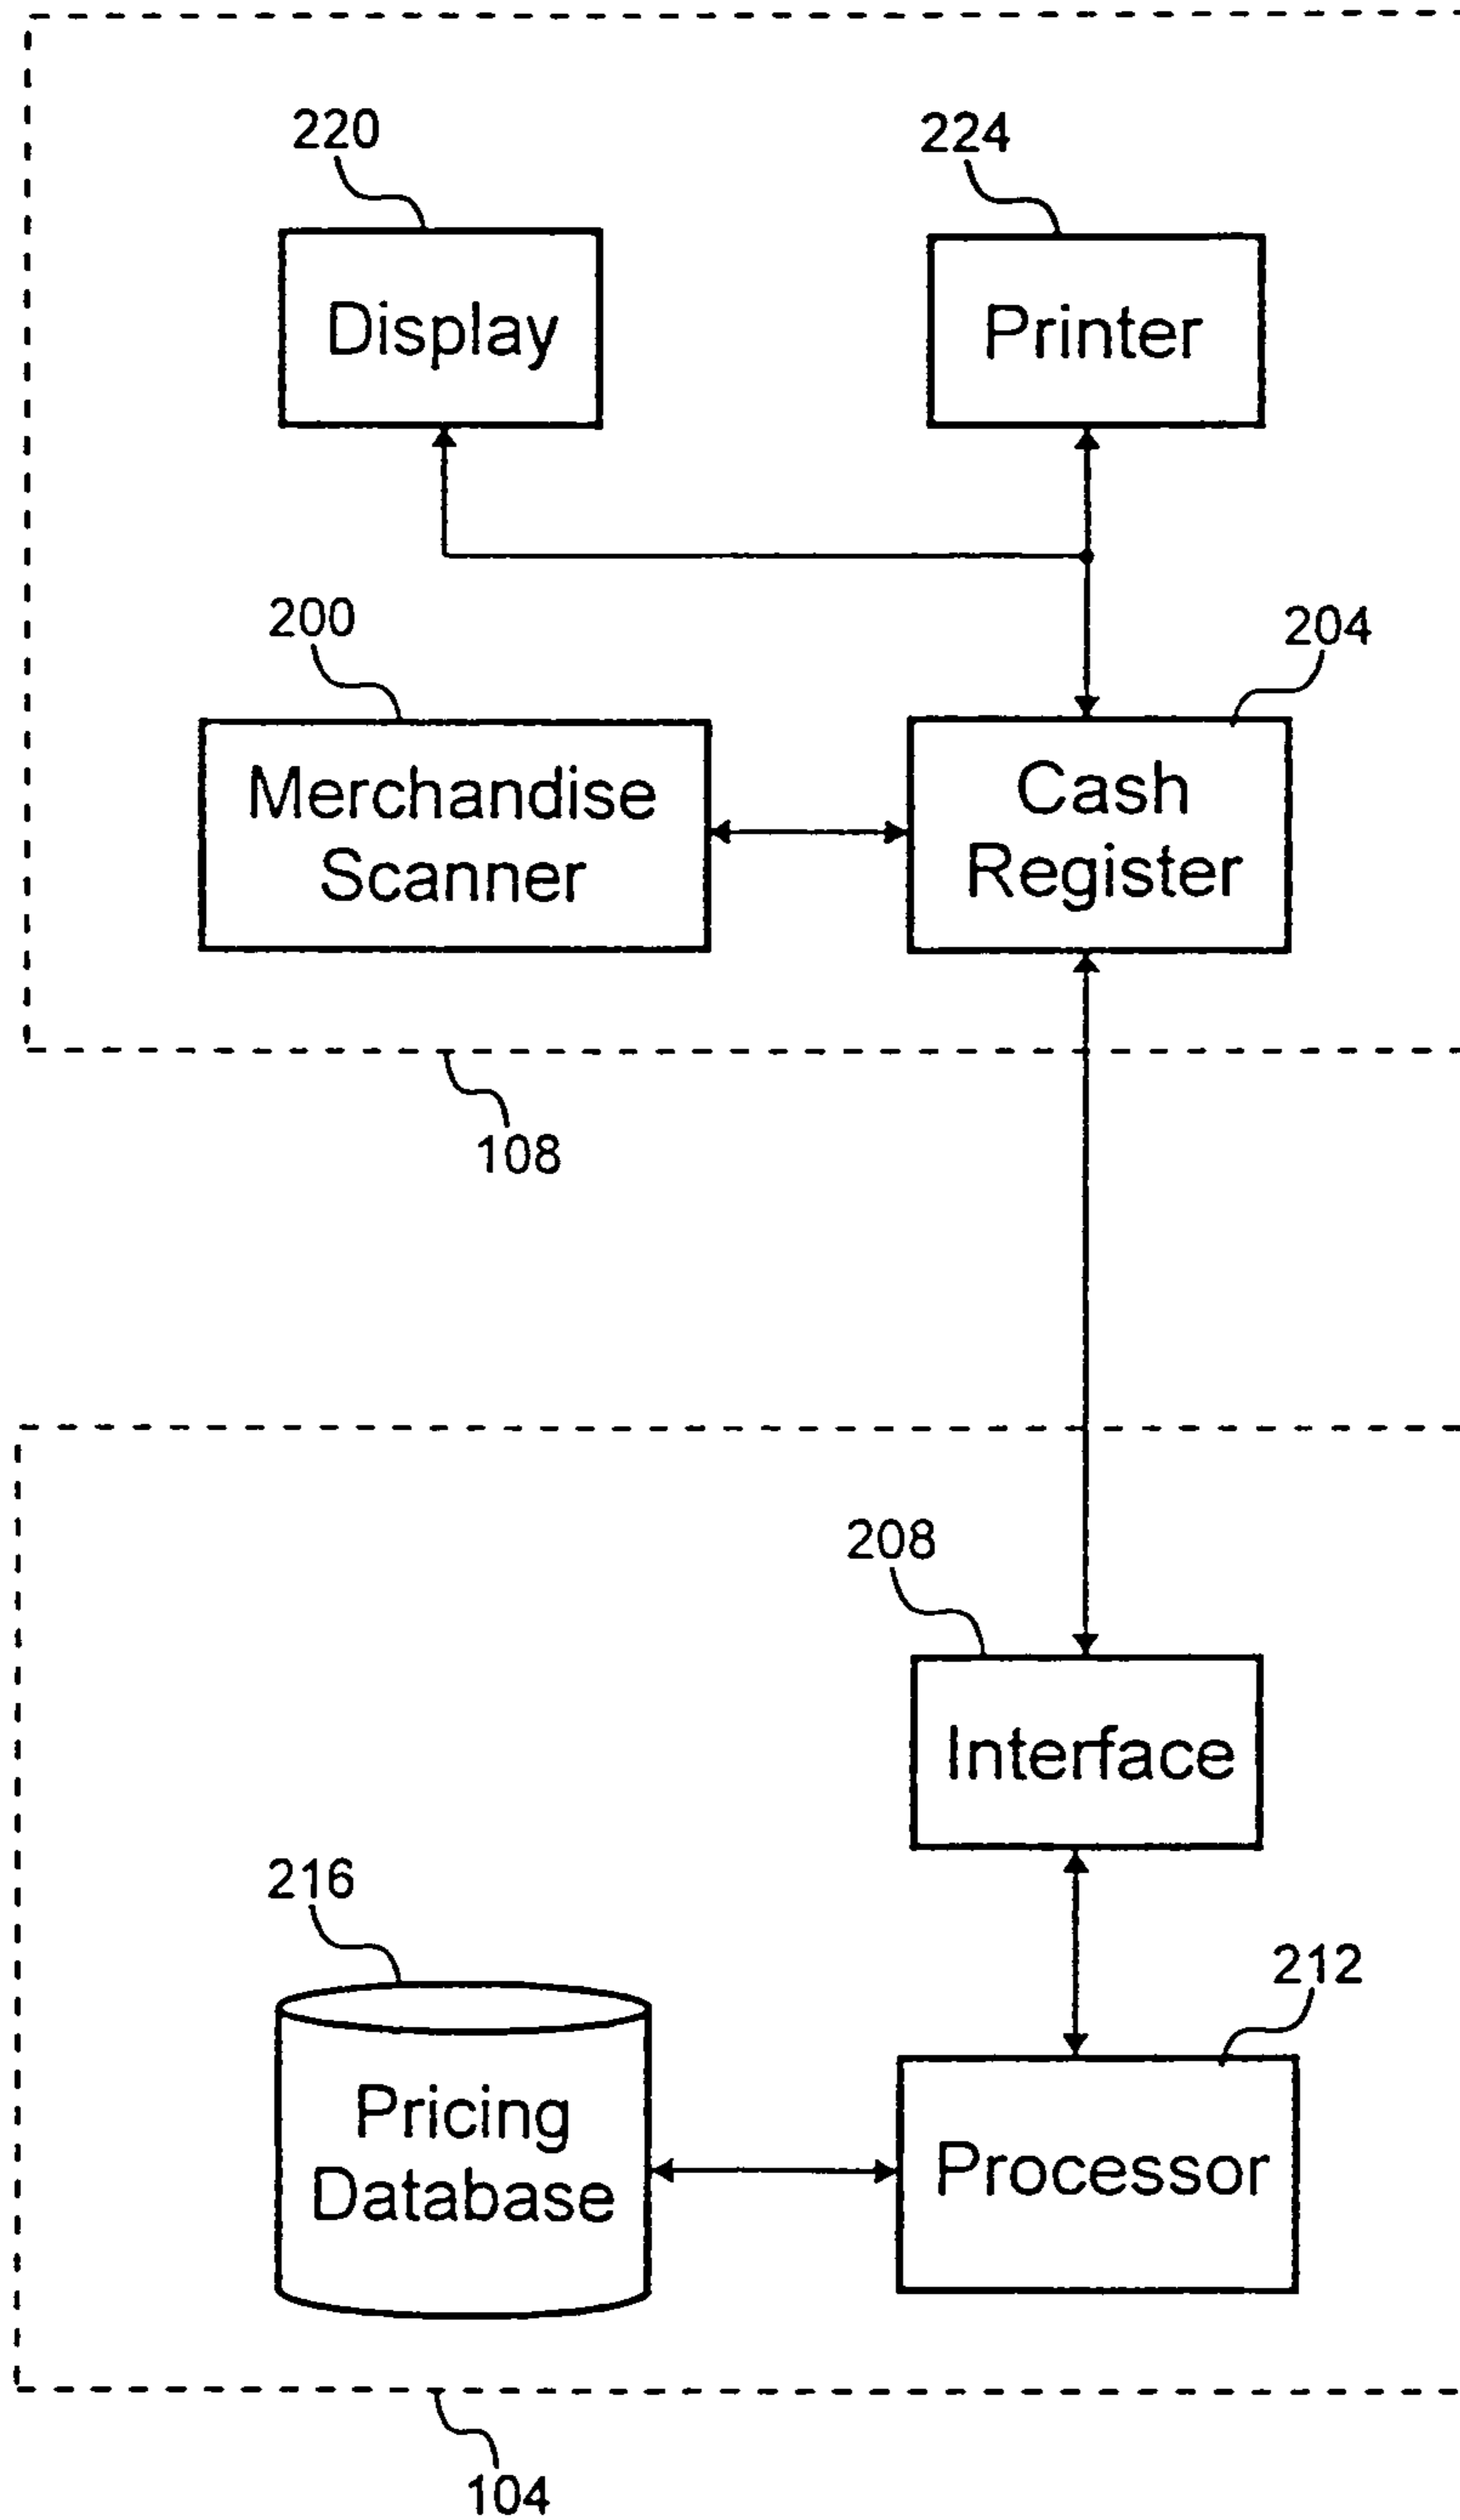 220
224
Display
Printer
200
204
Merchandise
Scanner
Cash
Register
108
208
Interface
216
212
Pricing
Database
Processor
104